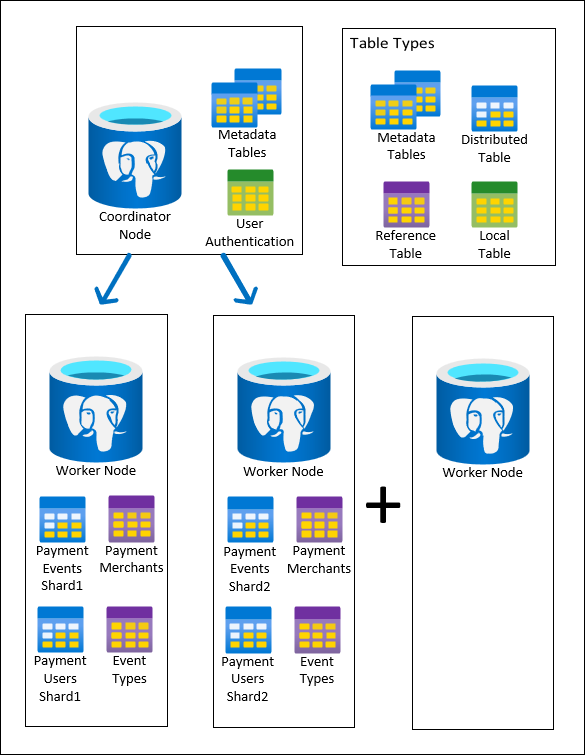 Metadata
Tables
Coordinator
Node
User
Authentication
Table Types
Metadata
Tables
Distributed
Table
Reference
Table
Local
Table
Worker Node
Payment
Events
Shard1
Payment
Merchants
Payment
Users
Shard1
Event
Types
Worker Node
Payment
Events
Shard2
Payment
Merchants
Payment
Users
Shard2
Event
Types
+
Worker Node